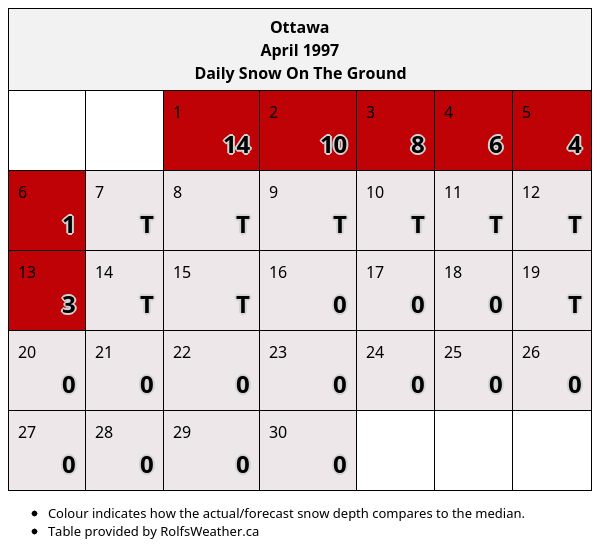 Ottawa
April 1997
Daily Snow On The Ground
1 2 3 4 5
14 10 8 6 4
6 7 8 9 10 11 12
1 T T T T T T
13 14 15 16 17 18 19
3 T T 0 0 0 T
20 21 22 23 24 25 26
0 0 0 0 0 0 0
27 28 29 30
0 0 0 0
• Colour indicates how the actual/forecast snow depth compares to the median.
• Table provided by RolfsWeather.ca